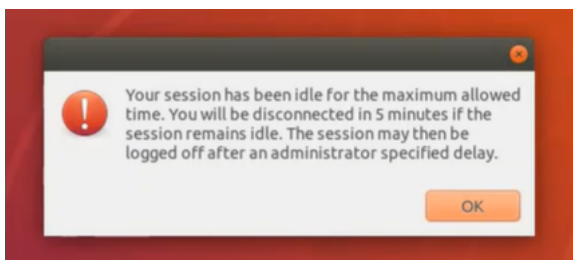 Your session has been idle for the maximum allowed
time. You will be disconnected in 5 minutes if the
session remains idle. The session may then be
logged off after an administrator specified delay.
OK